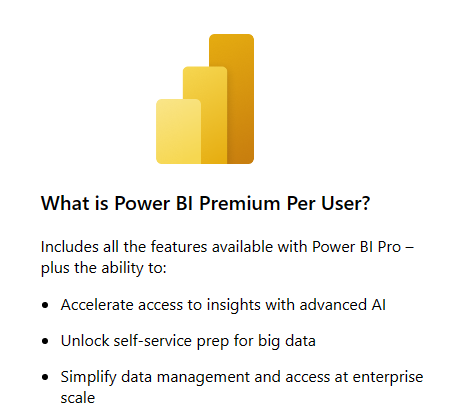 What is Power BI Premium Per User?
Includes all the features available with Power BI Pro –
plus the ability to:
• Accelerate access to insights with advanced AI
• Unlock self-service prep for big data
• Simplify data management and access at enterprise
scale